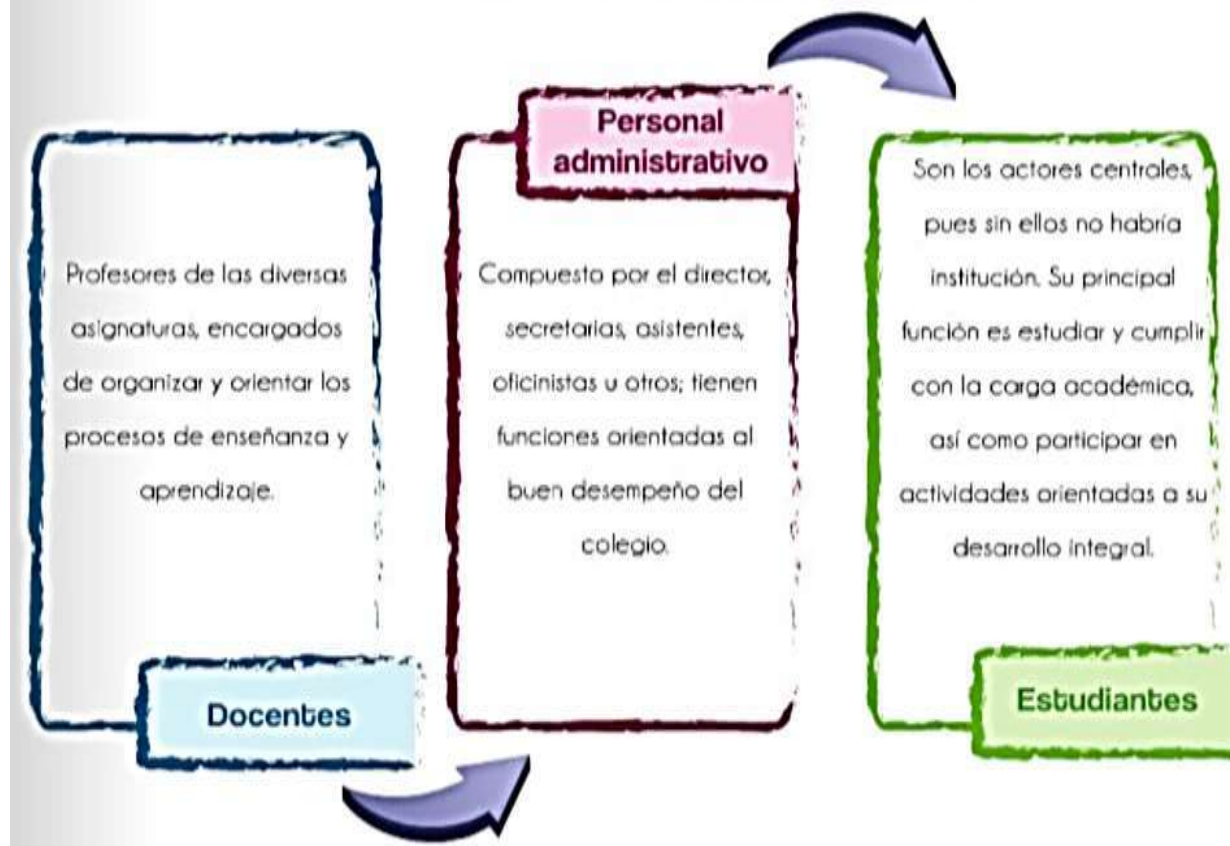 Profesores de las diversas
asignaturas, encargados
de organizar y orientar los
procesos de enseñanza y
aprendizaje.
Docentes
Personal
administrativo
Compuesto por el director,
secretarias, asistentes,
oficinistas u otros; tienen
funciones orientadas al
buen desempeño del
colegio.
Son los actores centrales,
pues sin ellos no habría
institución. Su principal
función es estudiar y cumplir
con la carga académica,
así como participar en
actividades orientadas a su
desarrollo integral.
Estudiantes